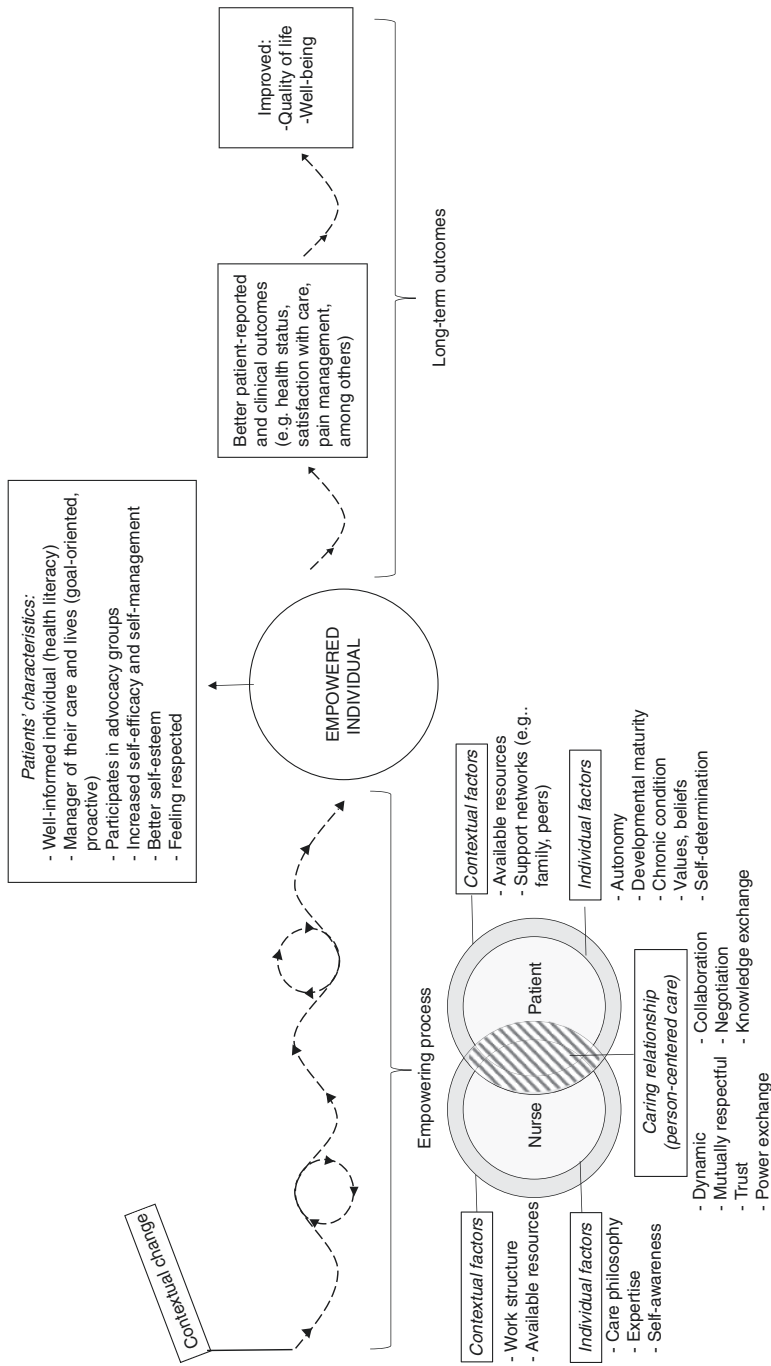 Contextual change
Patients' characteristics:
- Well-informed individual (health literacy)
- Manager of their care and lives (goal-oriented,
proactive)
- Participates in advocacy groups
- Increased self-efficacy and self-management
- Better self-esteem
- Feeling respected
EMPOWERED
INDIVIDUAL
Better patient-reported
and clinical outcomes
(e.g. health status,
satisfaction with care,
pain management,
among others)
Improved:
-Quality of life
-Well-being
Long-term outcomes
Empowering process
Contextual factors
- Work structure
- Available resources
Individual factors
- Care philosophy
- Expertise
- Self-awareness
Nurse
Patient
Contextual factors
- Available resources
- Support networks (e.g..
family, peers)
Individual factors
- Autonomy
- Developmental maturity
- Chronic condition
- Values, beliefs
- Self-determination
Caring relationship
(person-centered care)
- Dynamic
- Mutually respectful
- Trust
- Power exchange
- Collaboration
- Negotiation
- Knowledge exchange